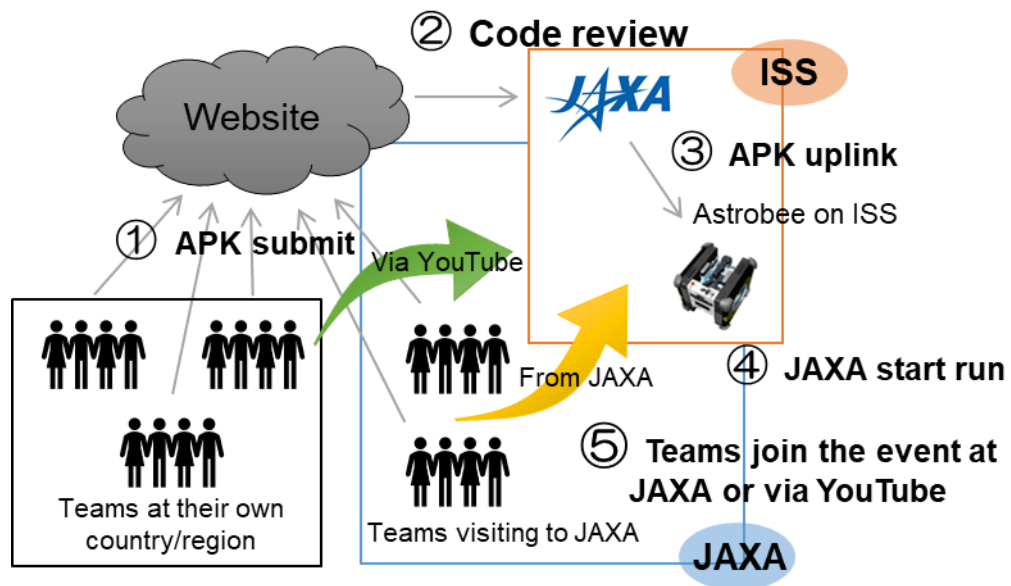 ② Code review
ISS
JAXA
Website
③ APK uplink
Astrobee on ISS
① APK submit
Via YouTube
From JAXA
④ JAXA start run
⑤ Teams join the event at
JAXA or via YouTube
Teams at their own
country/region
Teams visiting to JAXA
JAXA